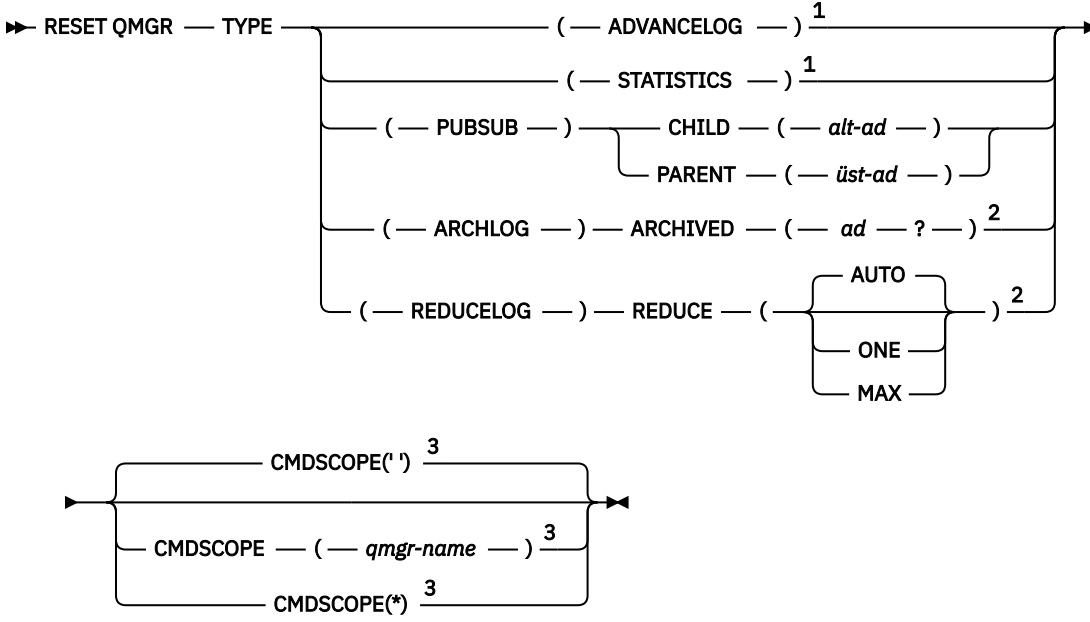 RESET QMGR TYPE ( ADVANCELOG ) 1
( STATISTICS ) 1
( PUBSUB ) CHILD ( alt-ad )
PARENT ( üst-ad )
( ARCHLOG ) ARCHIVED ( ad ? ) 2
AUTO
( REDUCELOG ) REDUCE ( ) 2
ONE
MAX
CMDSCOPE(' ') 3
CMDSCOPE ( qmgr-name ) 3
CMDSCOPE(*) 3